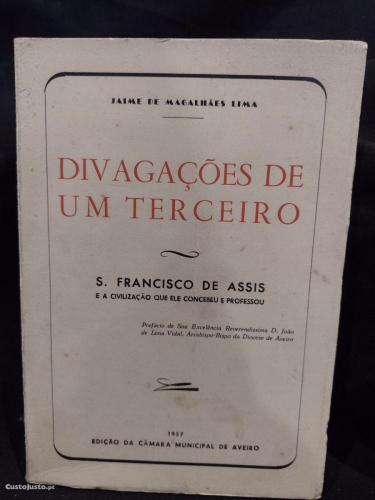 JAIME DE MAGALHÃES LIMA
DIVAGAÇÕES DE
UM TERCEIRO
S. FRANCISCO DE ASSIS
E A CIVILIZAÇÃO QUE ELE CONCEBEU E PROFESSOU
Prefácio de Sua Excelência Reverendíssima D. João
de Lima Vidal, Arcebispo-Bispo da Diocese de Aveiro
1957
EDIÇÃO DA CÂMARA MUNICIPAL DE AVEIRO
CustoJusto.pt